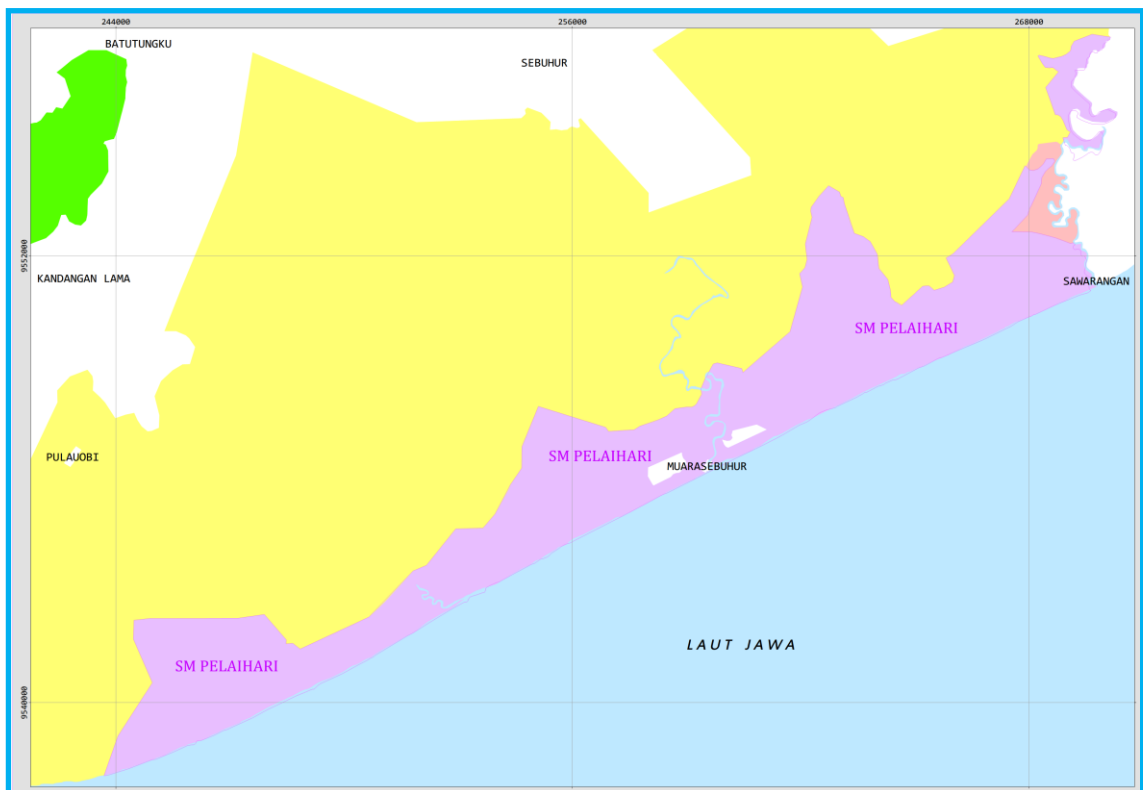 244000
256000
268000
BATUTUNGKU
SEBUHUR
9552000
KANDANGAN LAMA
SAWARANGAN
SM PELAIHARI
SM PELAIHARI
PULAUOBI
MUARASEBUHUR
LAUT JAWA
SM PELAIHARI
9540000